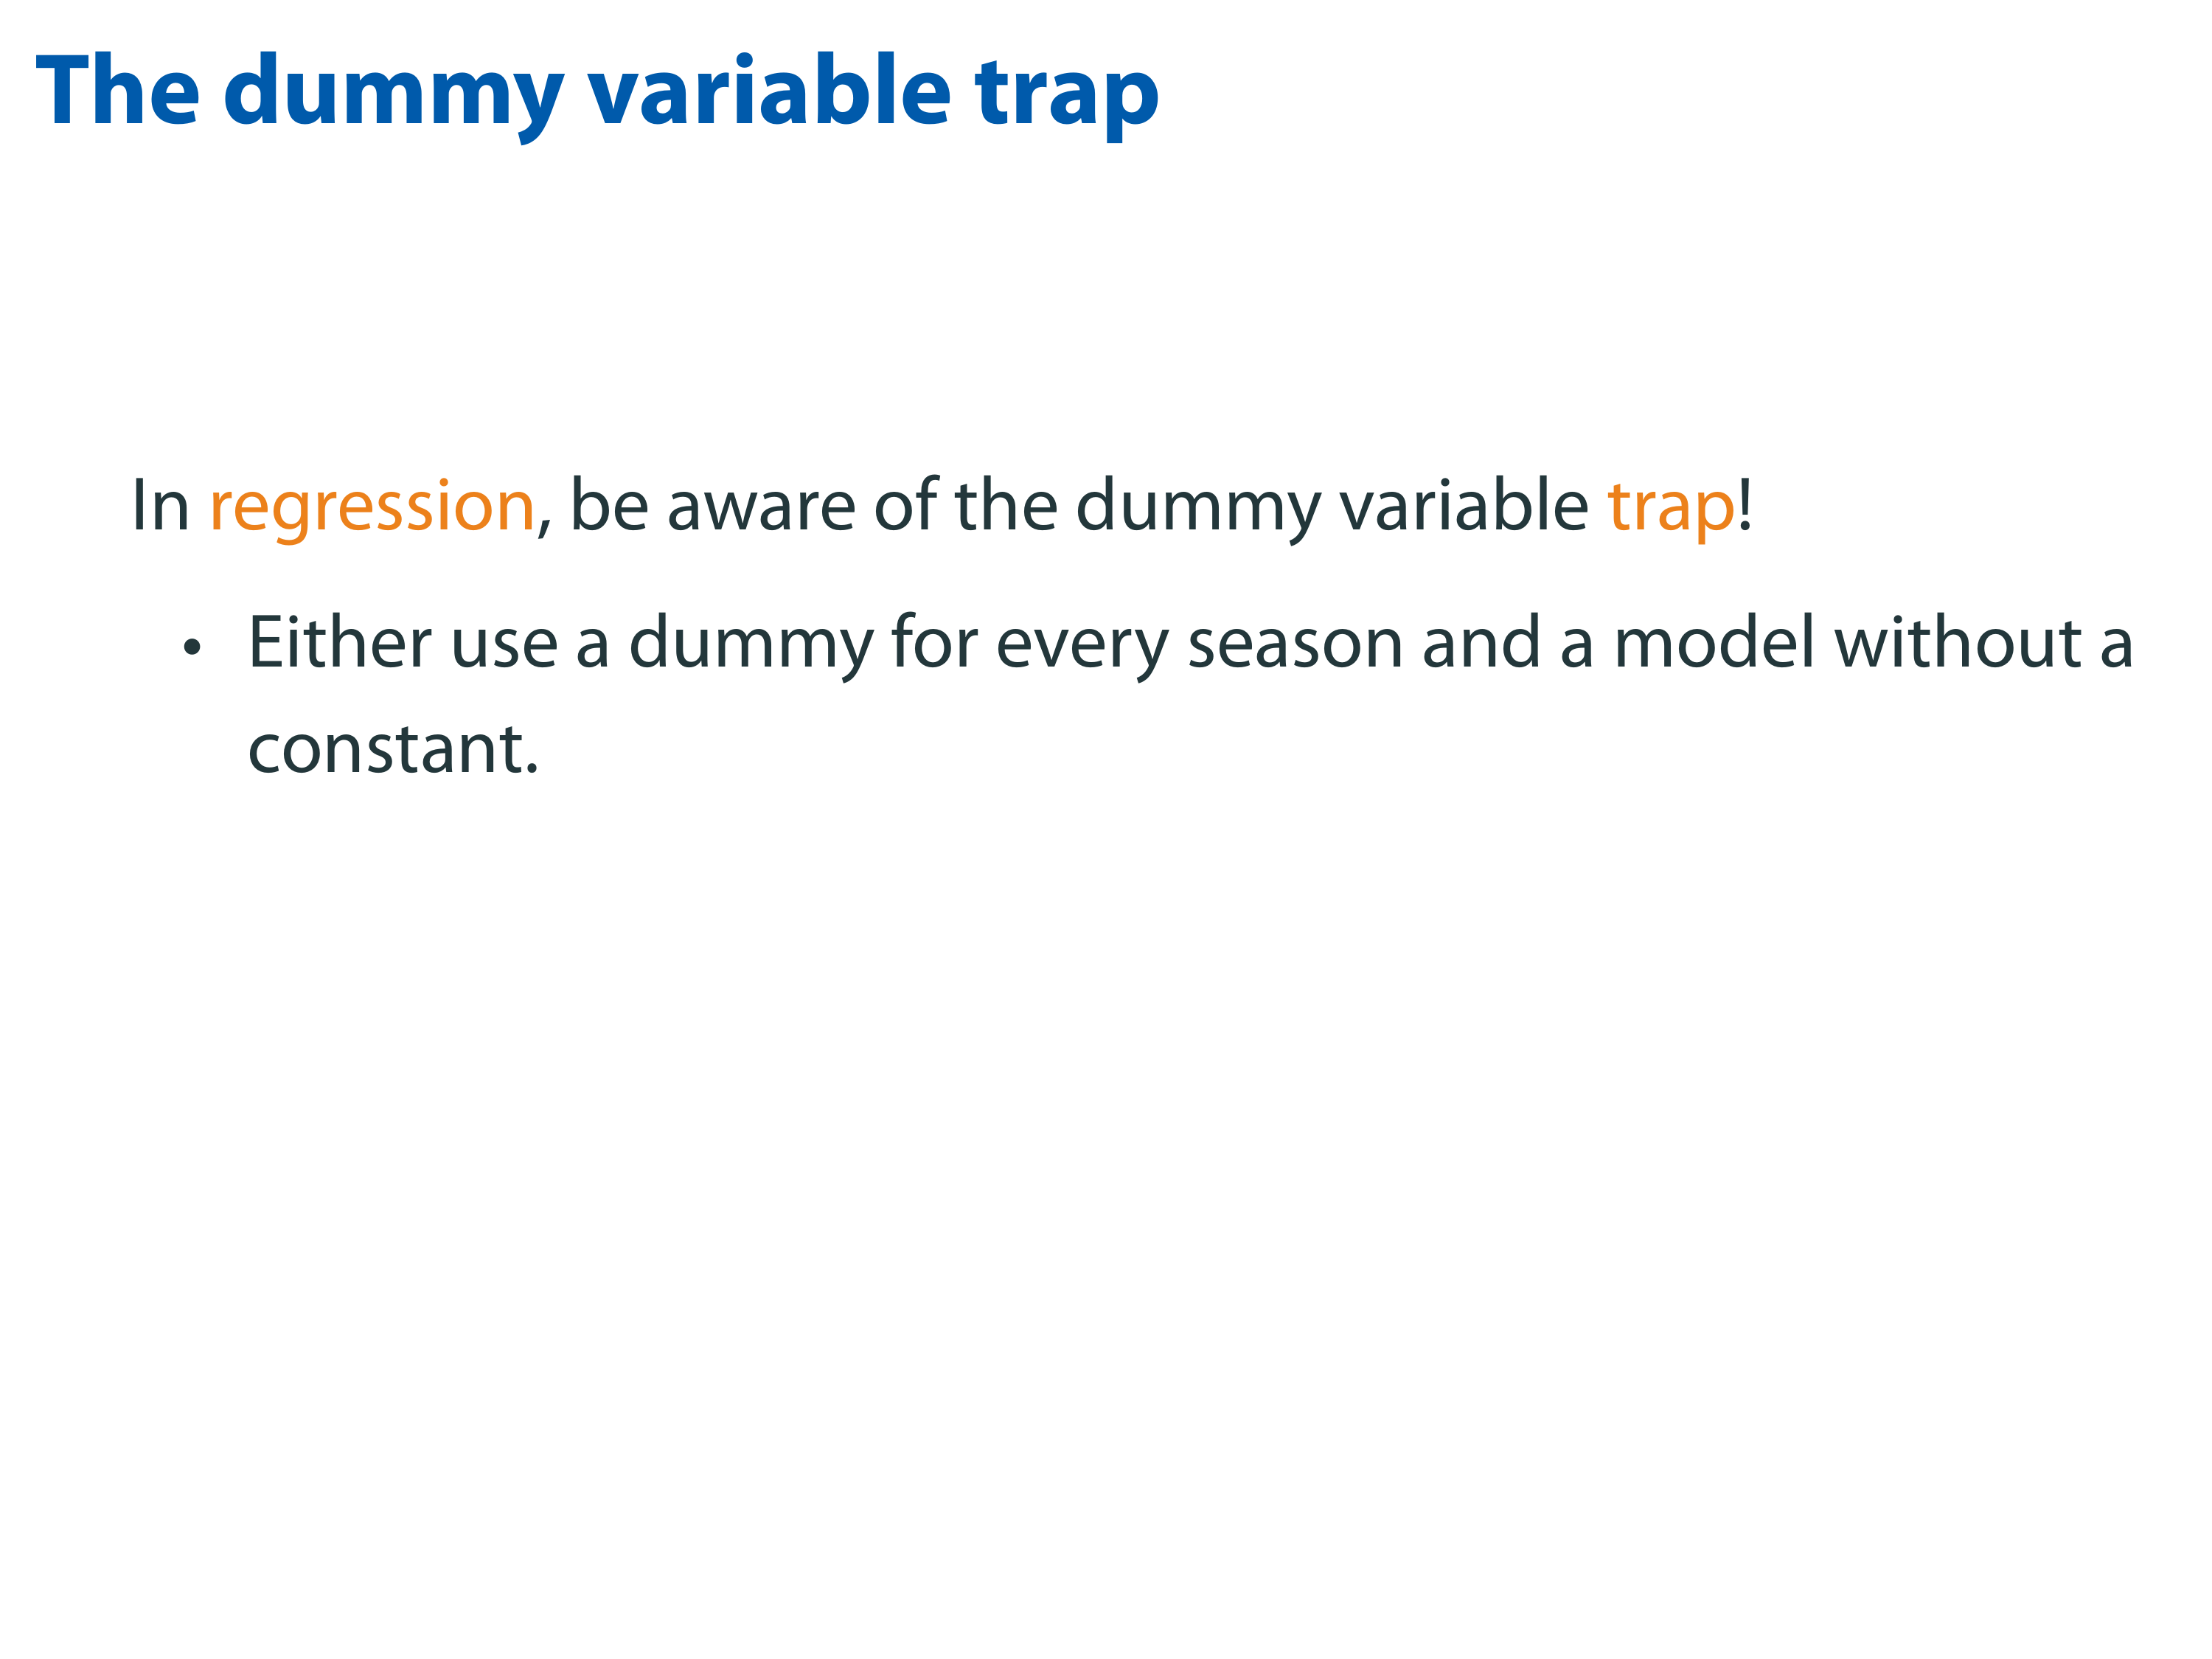 The dummy variable trap
In regression, be aware of the dummy variable trap!
• Either use a dummy for every season and a model without a
constant.